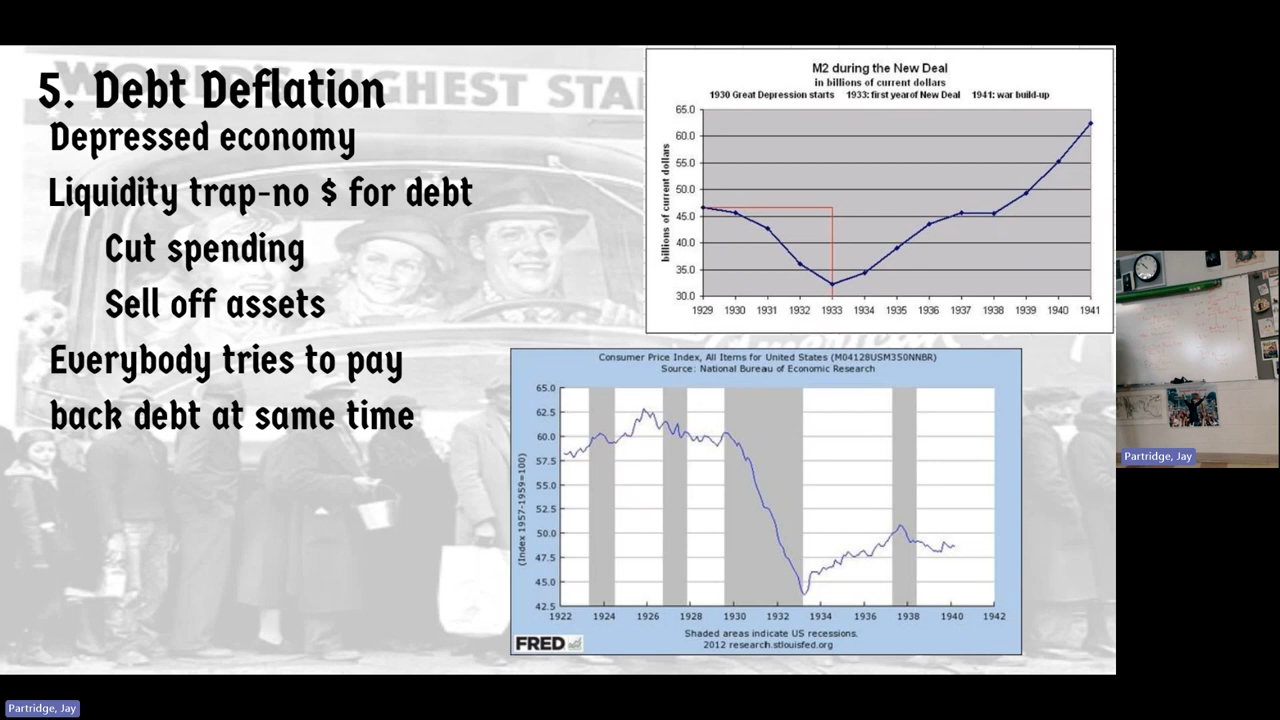 5. Debt Deflation
Depressed economy
Liquidity trap-no $ for debt
Cut spending
Sell off assets
Everybody tries to pay
back debt at same time
M2 during the New Deal
in billions of current dollars
1930 Great Depression starts 1933: first year of New Deal 1941: war build-up
billions of current dollars
65.0
60.0
55.0
50.0
45.0
40.0
35.0
30.0
1929 1930 1931 1932 1933 1934 1935 1936 1937 1938 1939 1940 1941
Consumer Price Index, All Items for United States (M04128USM350NNBR)
Source: National Bureau of Economic Research
(Index 1957-1959=100)
65.0
62.5
60.0
57.5
55.0
52.5
50.0
47.5
45.0
42.5
1922 1924 1926 1928 1930 1932 1934 1936 1938 1940 1942
Shaded areas indicate US recessions.
2012 research.stlouisfed.org
FRED
WORLD'S HIGHEST STA
Partridge, Jay
Partridge, Jay